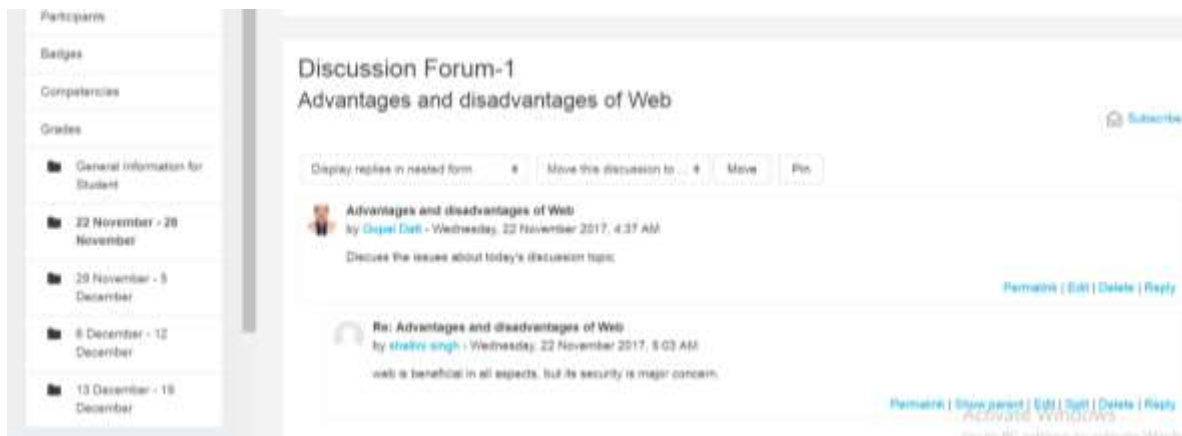 Participants
Badges
Competencies
Grades
General information for
Student
22 November - 28
November
29 November - 5
December
6 December - 12
December
13 December - 19
December
Discussion Forum-1
Advantages and disadvantages of Web
Subscribe
Display replies in nested form
Move this discussion to ...
Move
Pin
Advantages and disadvantages of Web
by Gopal Datt - Wednesday, 22 November 2017, 4:37 AM
Discuss the issues about today's discussion topic.
Permalink | Edit | Delete | Reply
Re: Advantages and disadvantages of Web
by shalini singh - Wednesday, 22 November 2017, 5:03 AM
web is beneficial in all aspects, but its security is major concern.
Permalink | Show parent | Edit | Split | Delete | Reply
Activate Windows